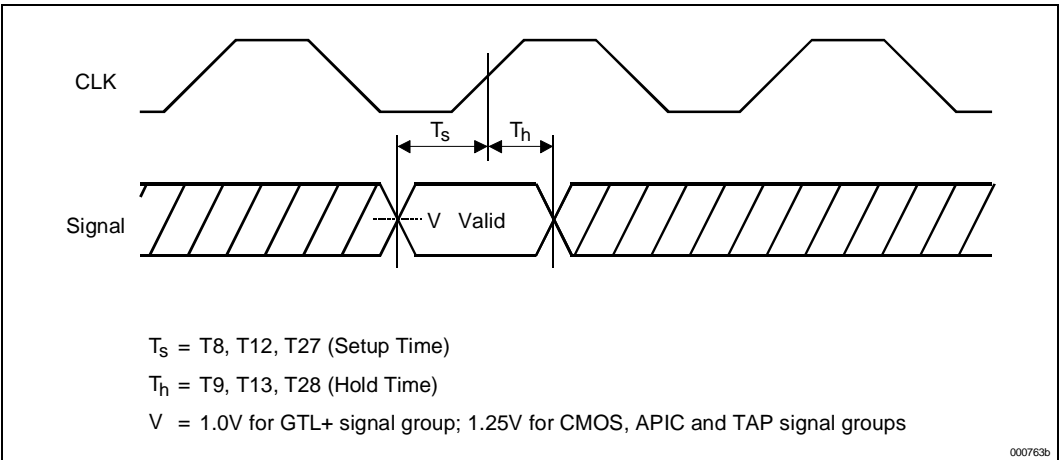 CLK
Ts Th
Signal
V Valid
Ts = T8, T12, T27 (Setup Time)
Th = T9, T13, T28 (Hold Time)
V = 1.0V for GTL+ signal group; 1.25V for CMOS, APIC and TAP signal groups
000763b